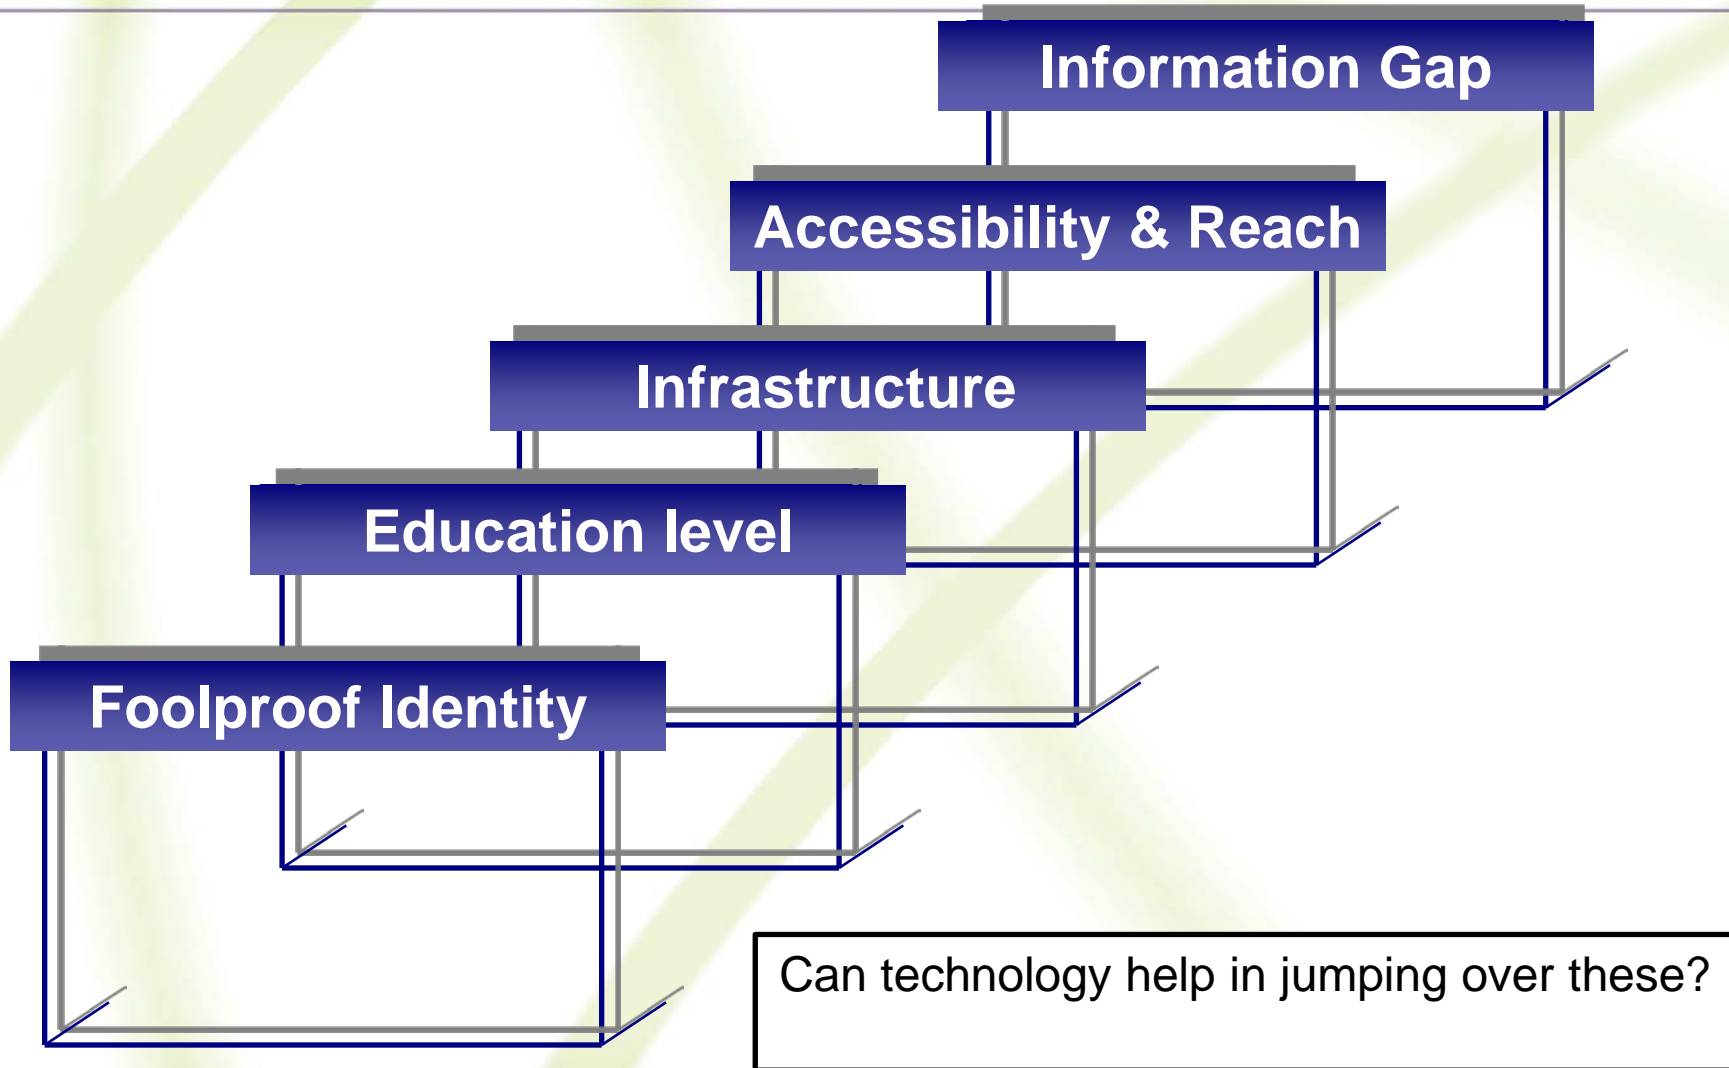 Information Gap
Accessibility & Reach
Infrastructure
Education level
Foolproof Identity
Can technology help in jumping over these?